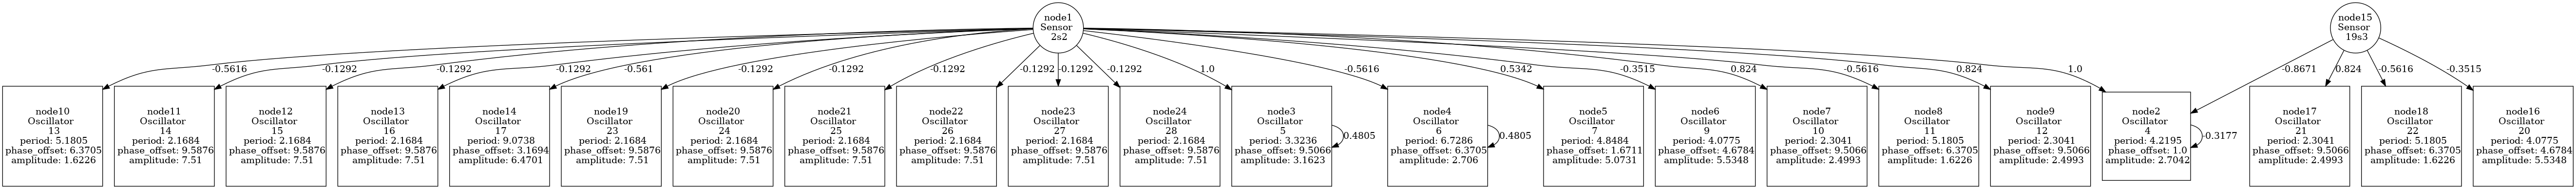 node1
Sensor
2s2
node15
Sensor
19s3
-0.5616
-0.1292
-0.1292
-0.1292
-0.561
-0.1292
-0.1292
-0.1292
-0.1292
-0.1292
-0.1292
1.0
-0.5616
0.5342
-0.3515
0.824
-0.5616
0.824
1.0
-0.8671
0.824
-0.5616
-0.3515
node10
Oscillator
13
period: 5.1805
phase_offset: 6.3705
amplitude: 1.6226
node11
Oscillator
14
period: 2.1684
phase_offset: 9.5876
amplitude: 7.51
node12
Oscillator
15
period: 2.1684
phase_offset: 9.5876
amplitude: 7.51
node13
Oscillator
16
period: 2.1684
phase_offset: 9.5876
amplitude: 7.51
node14
Oscillator
17
period: 9.0738
phase_offset: 3.1694
amplitude: 6.4701
node19
Oscillator
23
period: 2.1684
phase_offset: 9.5876
amplitude: 7.51
node20
Oscillator
24
period: 2.1684
phase_offset: 9.5876
amplitude: 7.51
node21
Oscillator
25
period: 2.1684
phase_offset: 9.5876
amplitude: 7.51
node22
Oscillator
26
period: 2.1684
phase_offset: 9.5876
amplitude: 7.51
node23
Oscillator
27
period: 2.1684
phase_offset: 9.5876
amplitude: 7.51
node24
Oscillator
28
period: 2.1684
phase_offset: 9.5876
amplitude: 7.51
node3
Oscillator
5
period: 3.3236
phase_offset: 9.5066
amplitude: 3.1623
0.4805
node4
Oscillator
6
period: 6.7286
phase_offset: 6.3705
amplitude: 2.706
0.4805
node5
Oscillator
7
period: 4.8484
phase_offset: 1.6711
amplitude: 5.0731
node6
Oscillator
9
period: 4.0775
phase_offset: 4.6784
amplitude: 5.5348
node7
Oscillator
10
period: 2.3041
phase_offset: 9.5066
amplitude: 2.4993
node8
Oscillator
11
period: 5.1805
phase_offset: 6.3705
amplitude: 1.6226
node9
Oscillator
12
period: 2.3041
phase_offset: 9.5066
amplitude: 2.4993
node2
Oscillator
4
period: 4.2195
phase_offset: 1.0
amplitude: 2.7042
-0.3177
node17
Oscillator
21
period: 2.3041
phase_offset: 9.5066
amplitude: 2.4993
node18
Oscillator
22
period: 5.1805
phase_offset: 6.3705
amplitude: 1.6226
node16
Oscillator
20
period: 4.0775
phase_offset: 4.6784
amplitude: 5.5348